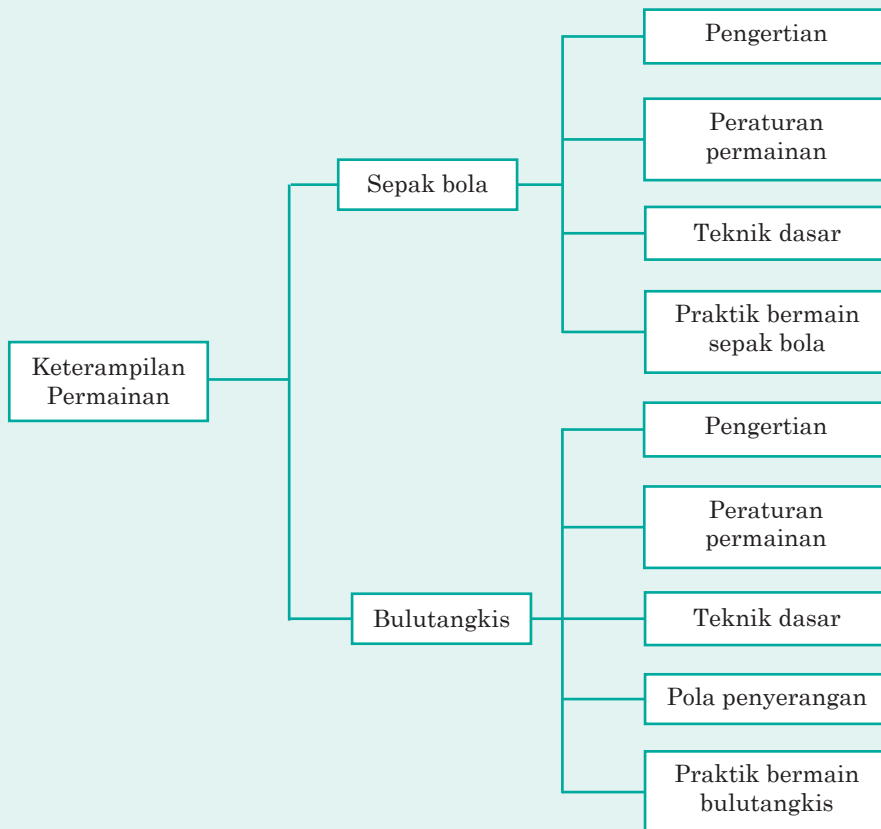 Keterampilan
Permainan
Sepak bola
Pengertian
Peraturan
permainan
Teknik dasar
Praktik bermain
sepak bola
Bulutangkis
Pengertian
Peraturan
permainan
Teknik dasar
Pola penyerangan
Praktik bermain
bulutangkis